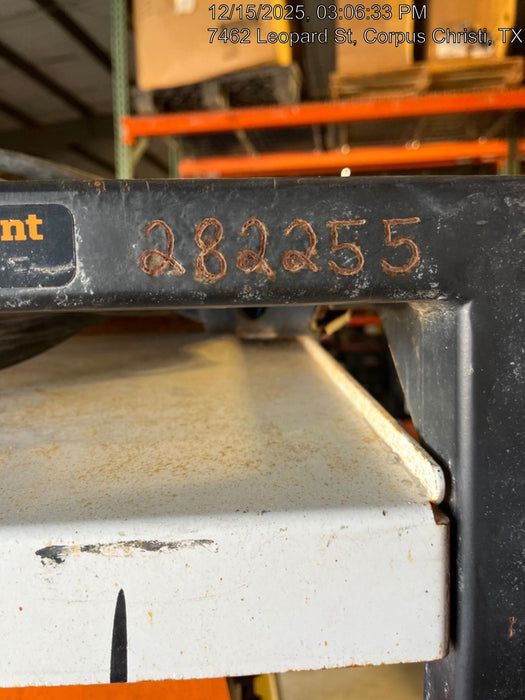 12/15/2025, 03:06:33 PM
7462 Leopard St, Corpus Christi, TX
nt
282255